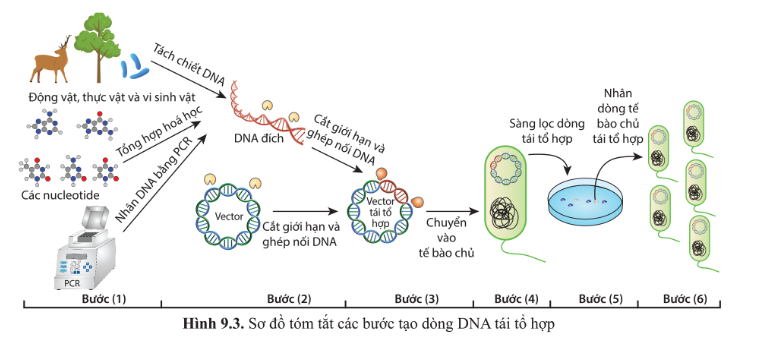 Tách chiết DNA
Động vật, thực vật và vi sinh vật
Tổng hợp hoá học
Các nucleotide
Nhân DNA bằng PCR
PCR
DNA đích
Cắt giới hạn và
ghép nối DNA
Vector
Cắt giới hạn và
ghép nối DNA
Vector
tái tổ
hợp
Chuyển
vào
tế bào chủ
Sàng lọc dòng
tái tổ hợp
Nhân
dòng tế
bào chủ
tái tổ hợp
Bước (1)
Bước (2)
Bước (3)
Bước (4)
Bước (5)
Bước (6)
Hình 9.3. Sơ đồ tóm tắt các bước tạo dòng DNA tái tổ hợp